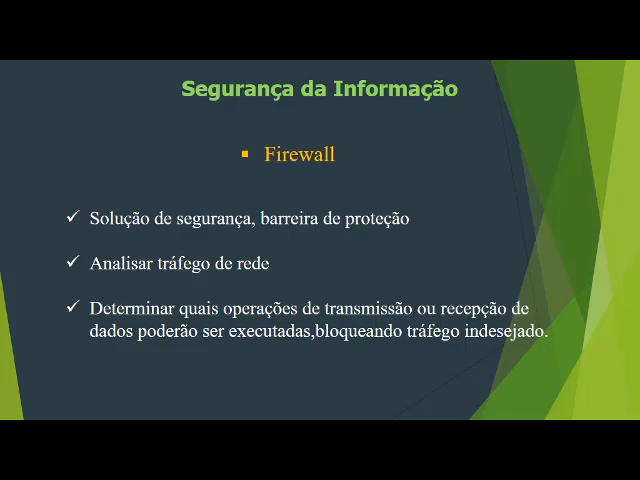 Segurança da Informação
▪ Firewall
✓ Solução de segurança, barreira de proteção
✓ Analisar tráfego de rede
✓ Determinar quais operações de transmissão ou recepção de
dados poderão ser executadas,bloqueando tráfego indesejado.